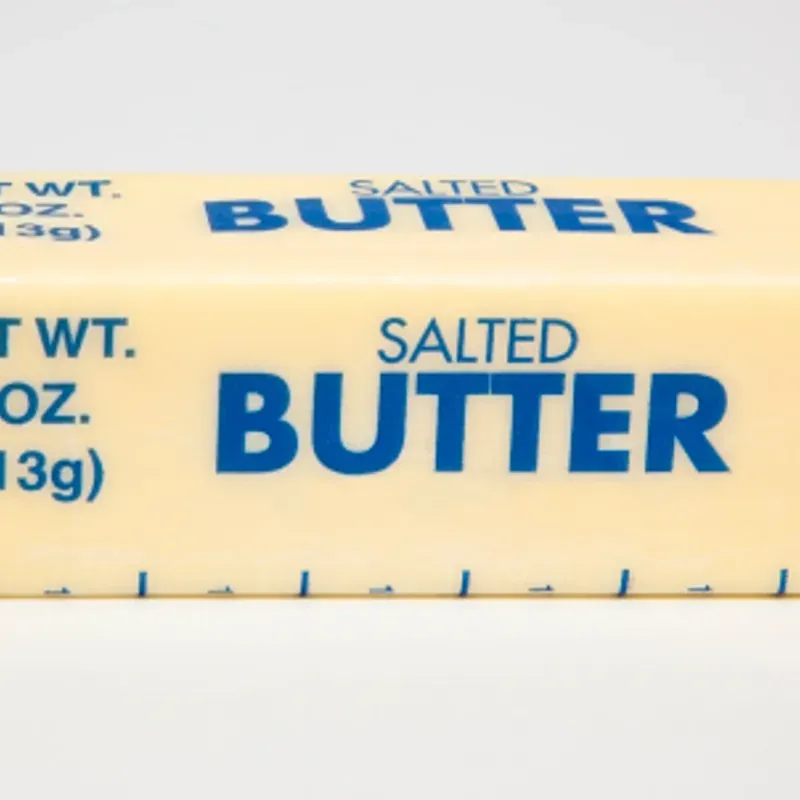 T WT.
OZ.
13g)
SALTED
BUTTER
T WT.
OZ.
13g)
SALTED
BUTTER